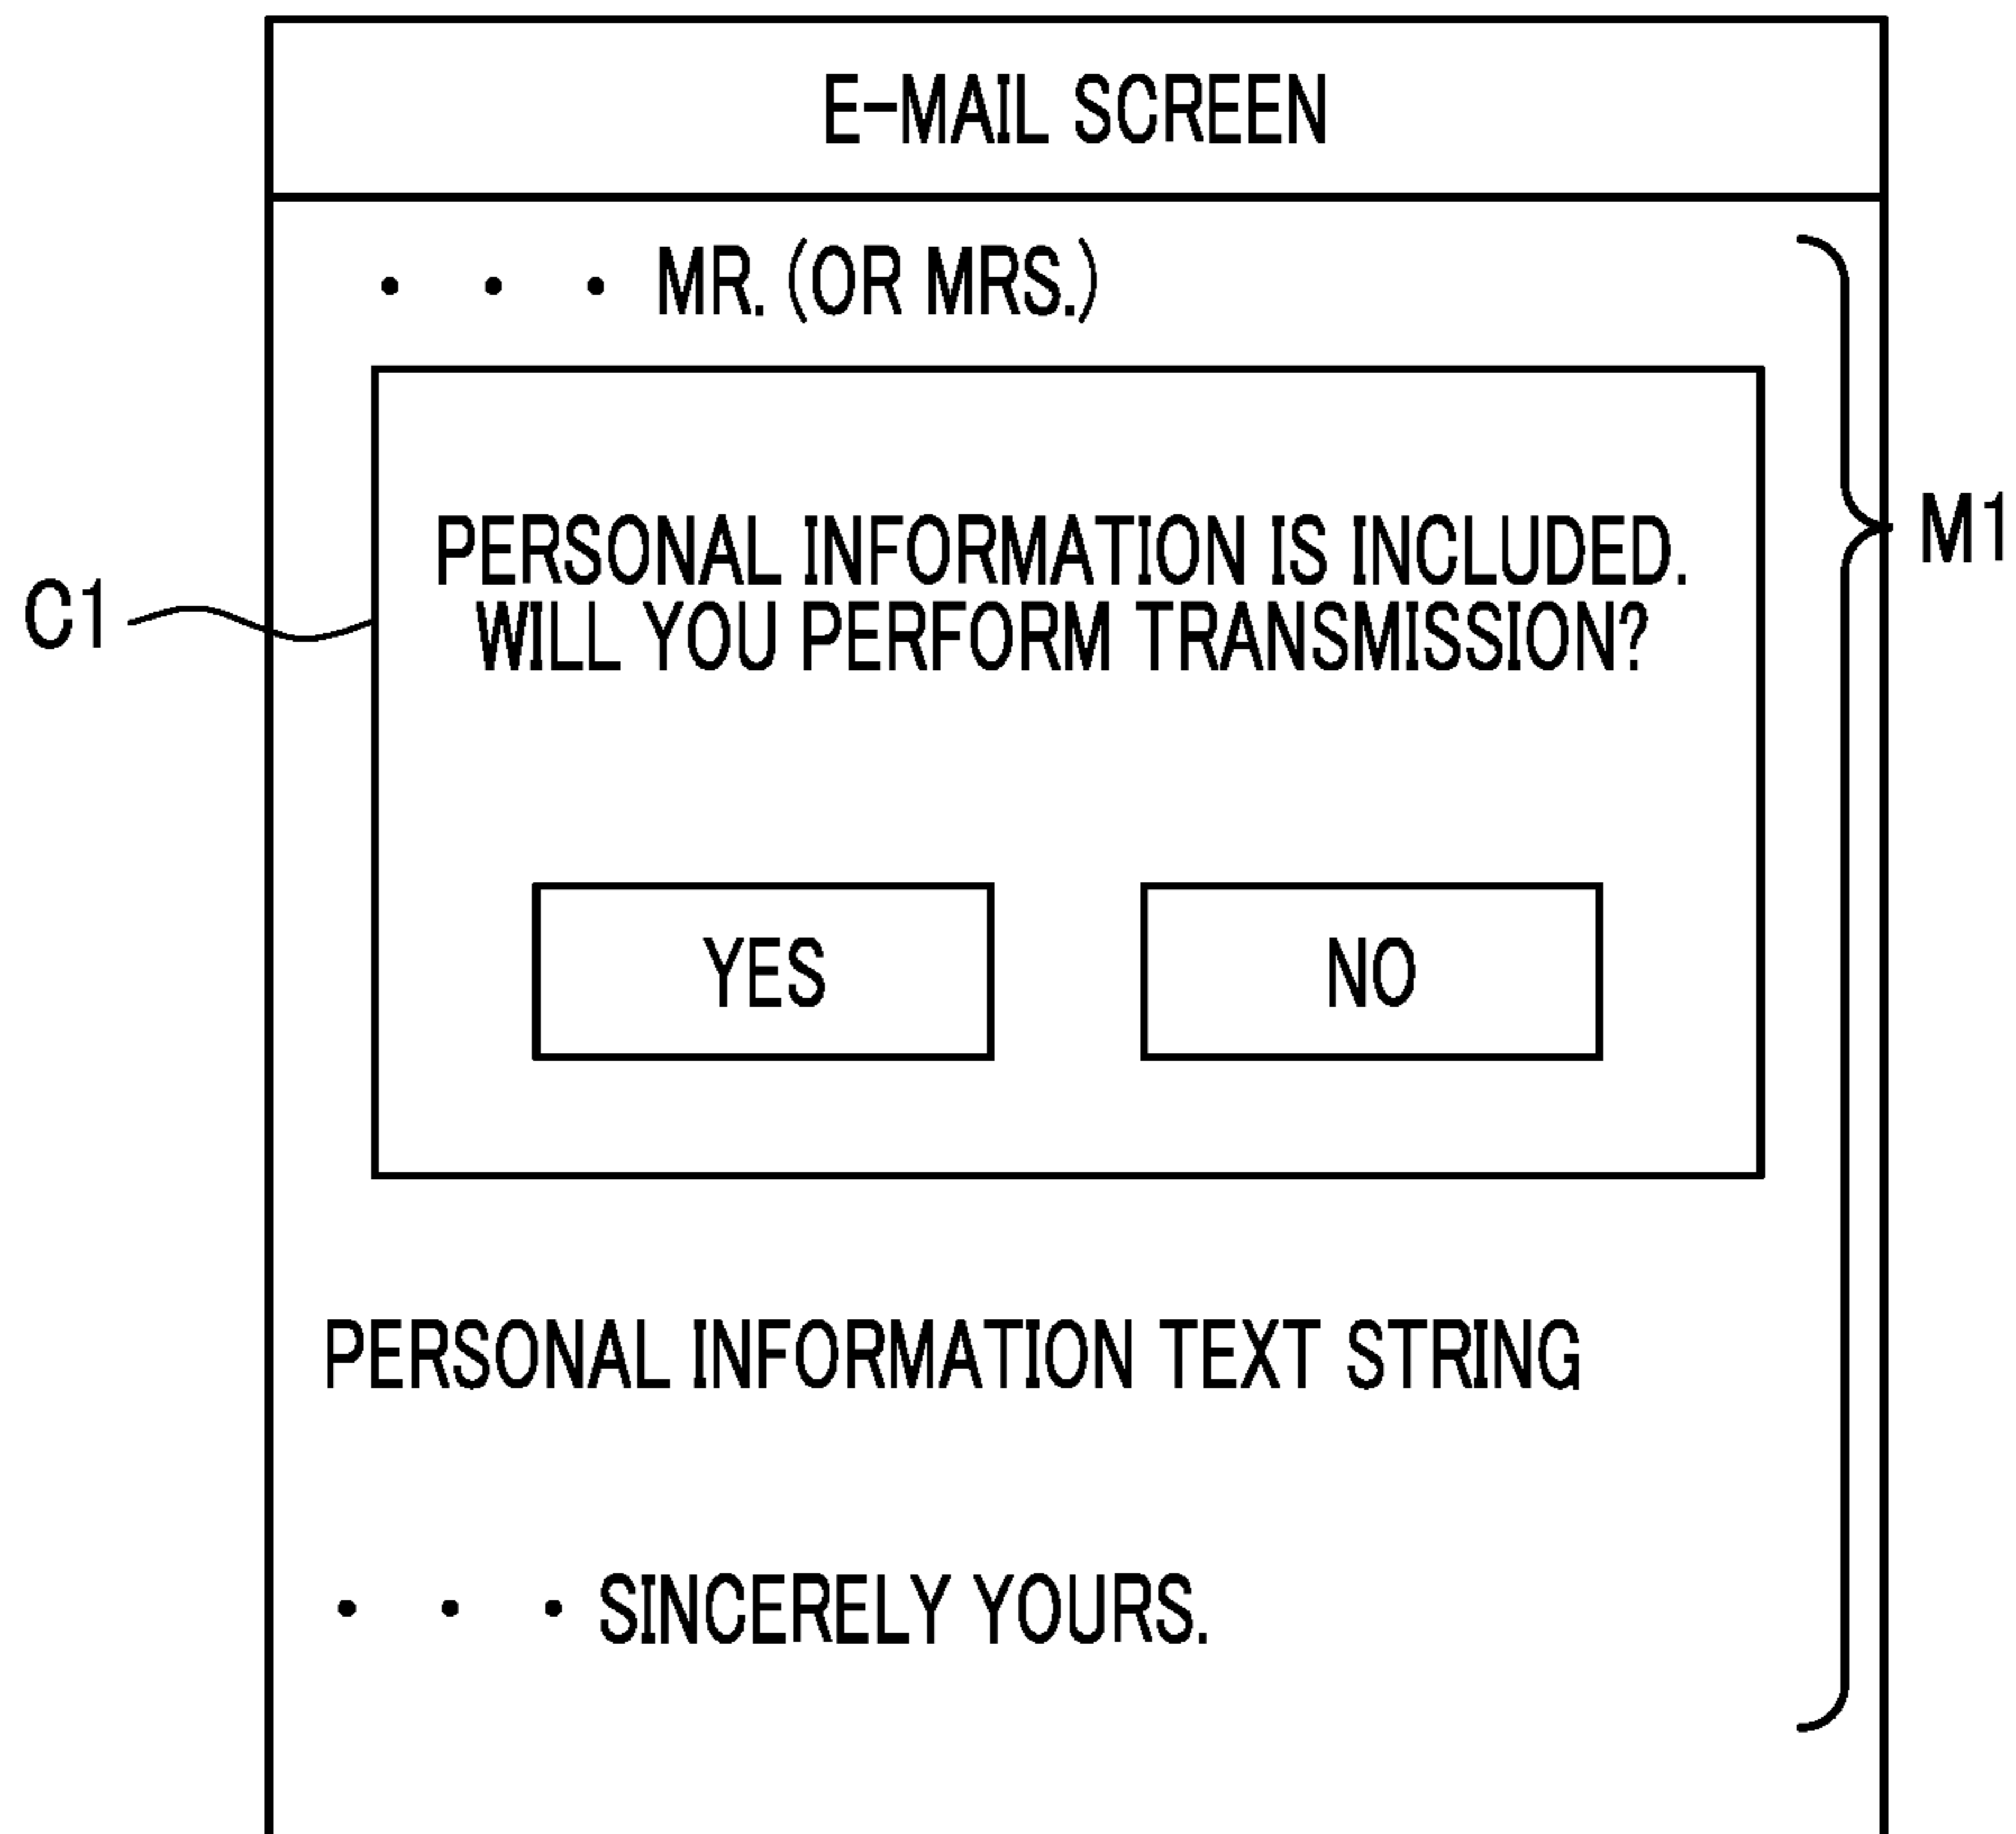 E-MAIL SCREEN
・ ・ ・ MR. (OR MRS.)
PERSONAL INFORMATION IS INCLUDED.
WILL YOU PERFORM TRANSMISSION?
C1
M1
YES
NO
PERSONAL INFORMATION TEXT STRING
・ ・ ・ SINCERELY YOURS.